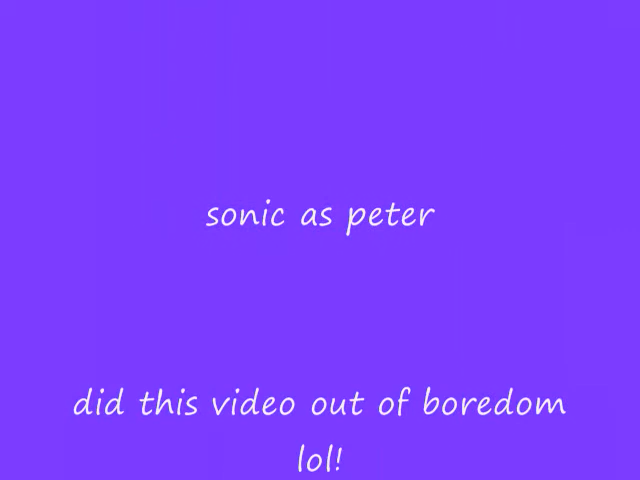 sonic as peter
did this video out of boredom
lol!